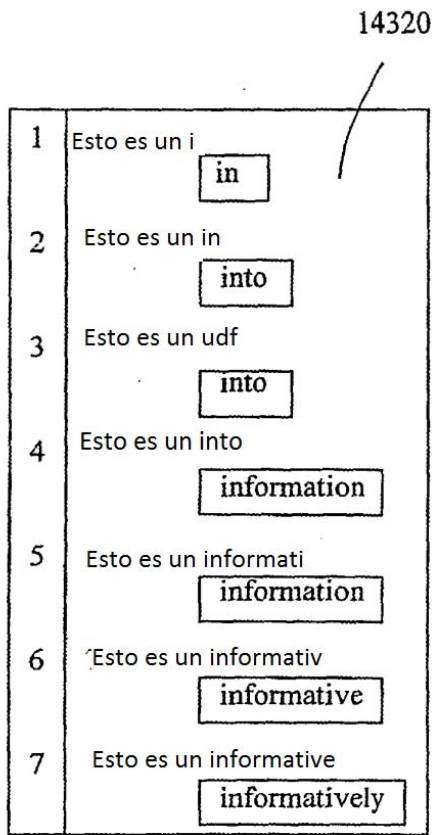 14320
1 Esto es un i
in
2 Esto es un in
into
3 Esto es un udf
into
4 Esto es un into
information
5 Esto es un informati
information
6 Esto es un informativ
informative
7 Esto es un informative
informatively